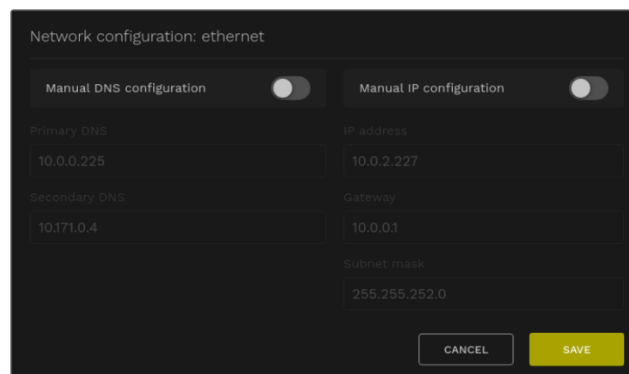 Network configuration: ethernet
Manual DNS configuration
Manual IP configuration
Primary DNS
IP address
10.0.0.225
10.0.2.227
Secondary DNS
Gateway
10.171.0.4
10.0.0.1
Subnet mask
255.255.252.0
CANCEL
SAVE